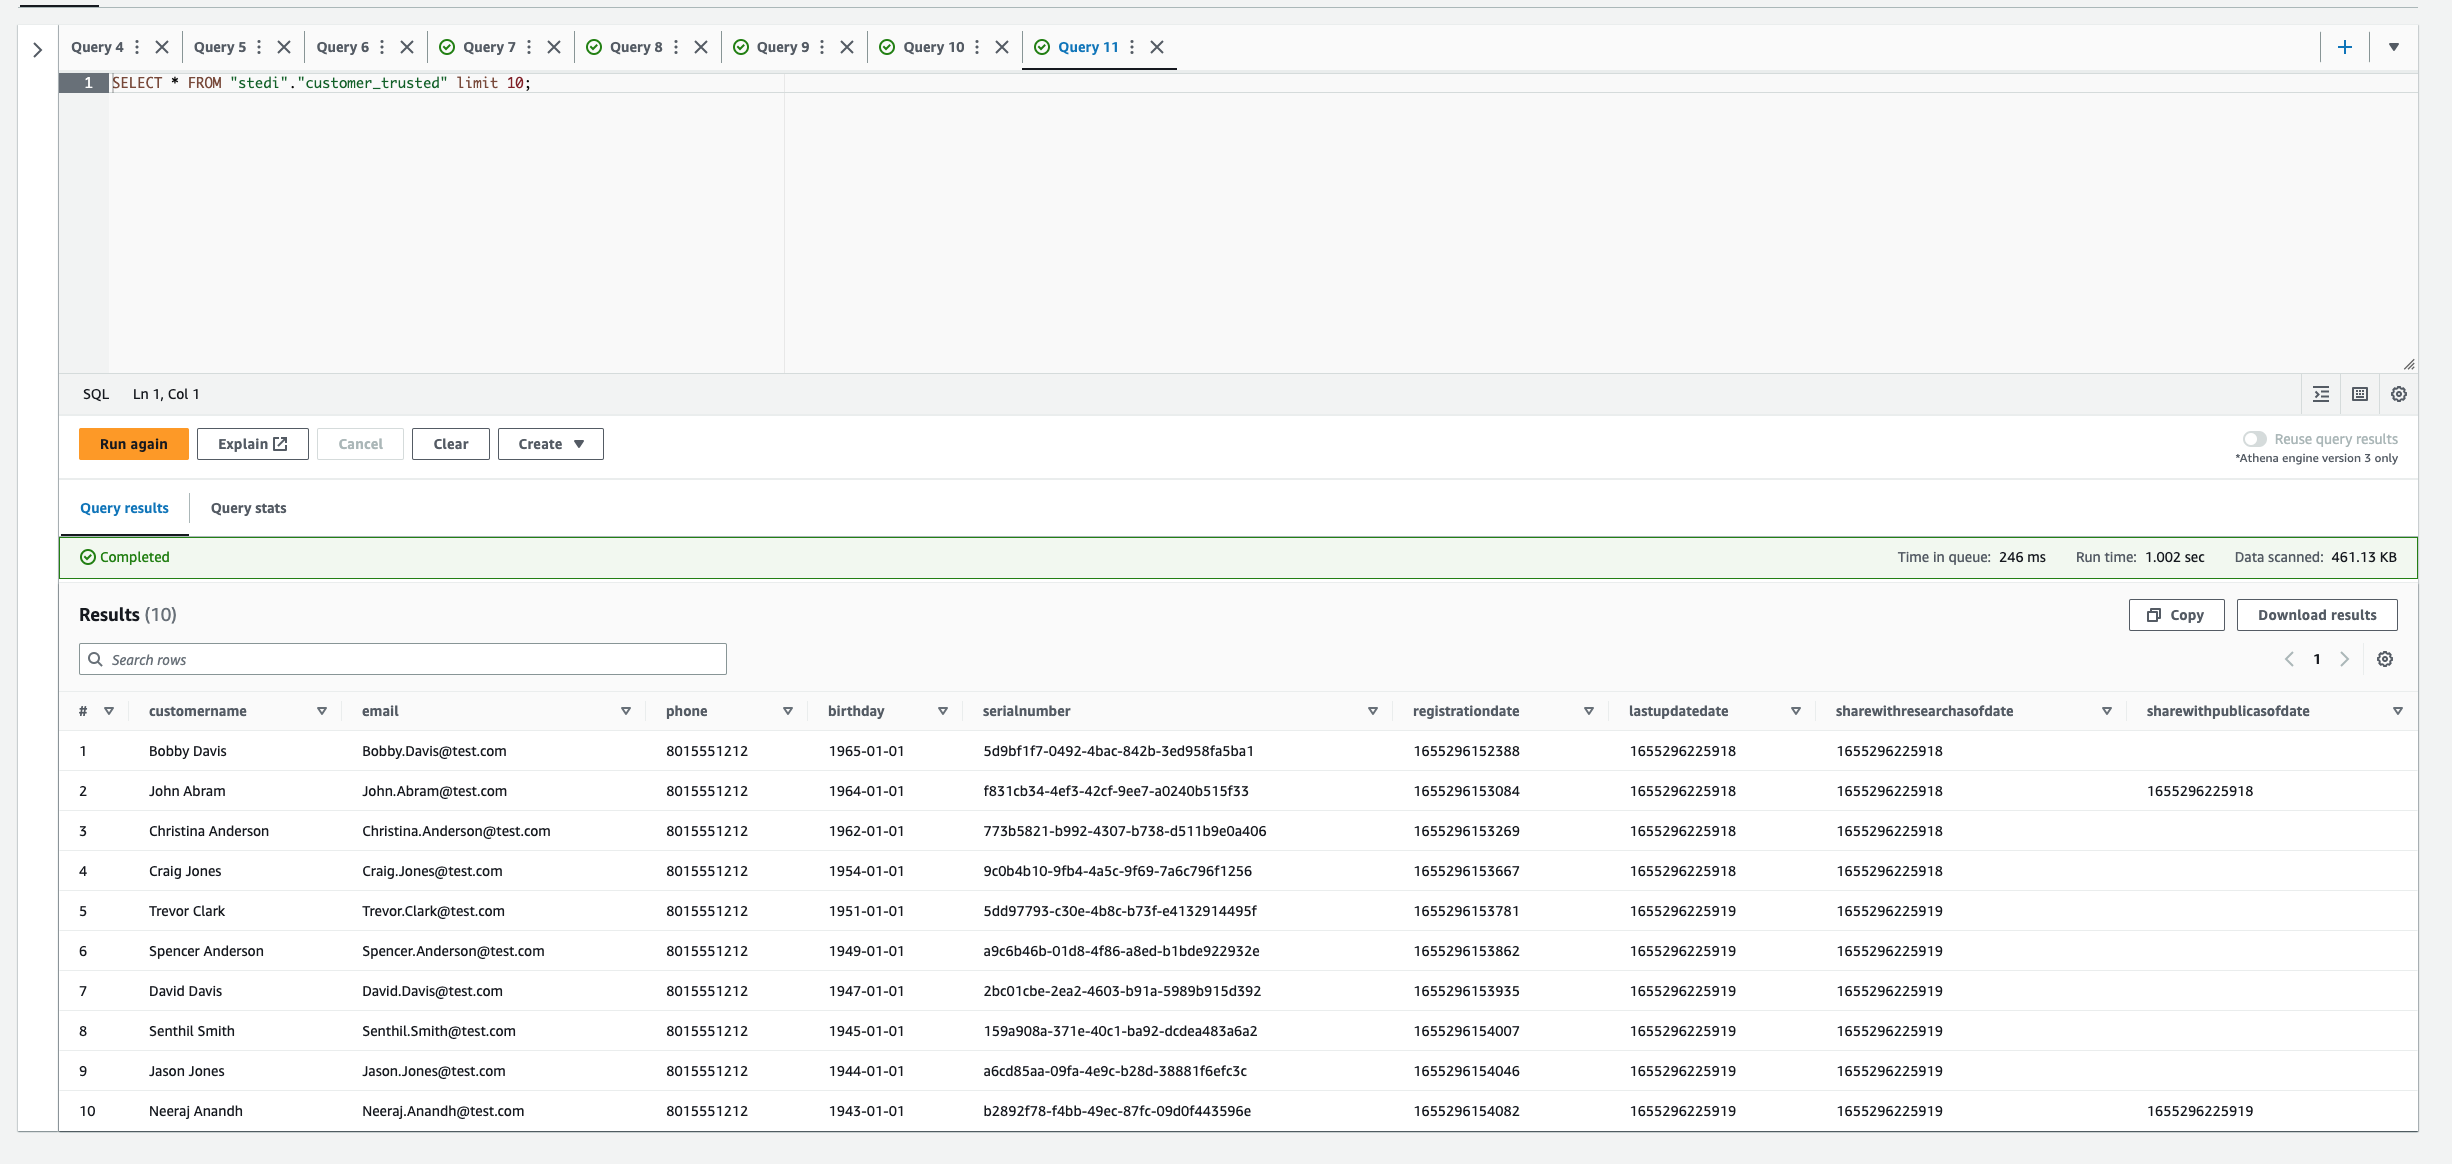 Query 4 Query 5 Query 6 Query 7 Query 8 Query 9 Query 10 Query 11
1 SELECT * FROM "stedi"."customer_trusted" limit 10;
SQL Ln 1, Col 1
Run again Explain Cancel Clear Create Reuse query results
*Athena engine version 3 only
Query results Query stats
Completed Time in queue: 246 ms Run time: 1.002 sec Data scanned: 461.13 KB
Results (10) Copy Download results
Search rows 1
# customername email phone birthday serialnumber registrationdate lastupdatedate sharewithresearchasofdate sharewithpublicasofdate
1 Bobby Davis Bobby.Davis@test.com 8015551212 1965-01-01 5d9bf1f7-0492-4bac-842b-3ed958fa5ba1 1655296152388 1655296225918 1655296225918
2 John Abram John.Abram@test.com 8015551212 1964-01-01 f831cb34-4ef3-42cf-9ee7-a0240b515f33 1655296153084 1655296225918 1655296225918 1655296225918
3 Christina Anderson Christina.Anderson@test.com 8015551212 1962-01-01 773b5821-b992-4307-b738-d511b9e0a406 1655296153269 1655296225918 1655296225918
4 Craig Jones Craig.Jones@test.com 8015551212 1954-01-01 9c0b4b10-9fb4-4a5c-9f69-7a6c796f1256 1655296153667 1655296225918 1655296225918
5 Trevor Clark Trevor.Clark@test.com 8015551212 1951-01-01 5dd97793-c30e-4b8c-b73f-e4132914495f 1655296153781 1655296225919 1655296225919
6 Spencer Anderson Spencer.Anderson@test.com 8015551212 1949-01-01 a9c6b46b-01d8-4f86-a8ed-b1bde922932e 1655296153862 1655296225919 1655296225919
7 David Davis David.Davis@test.com 8015551212 1947-01-01 2bc01cbe-2ea2-4603-b91a-5989b915d392 1655296153935 1655296225919 1655296225919
8 Senthil Smith Senthil.Smith@test.com 8015551212 1945-01-01 159a908a-371e-40c1-ba92-dcdea483a6a2 1655296154007 1655296225919 1655296225919
9 Jason Jones Jason.Jones@test.com 8015551212 1944-01-01 a6cd85aa-09fa-4e9c-b28d-38881f6efc3c 1655296154046 1655296225919 1655296225919
10 Neeraj Anandh Neeraj.Anandh@test.com 8015551212 1943-01-01 b2892f78-f4bb-49ec-87fc-09d0f443596e 1655296154082 1655296225919 1655296225919 1655296225919